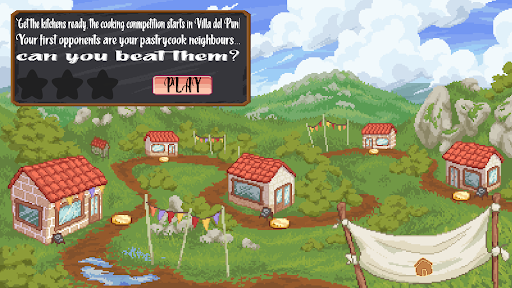 Get the kitchens ready, the cooking conmpetition starts in Villa del Pan!
Your first opponents are your pastrycook neighbours...
can you beat them?
PLAY